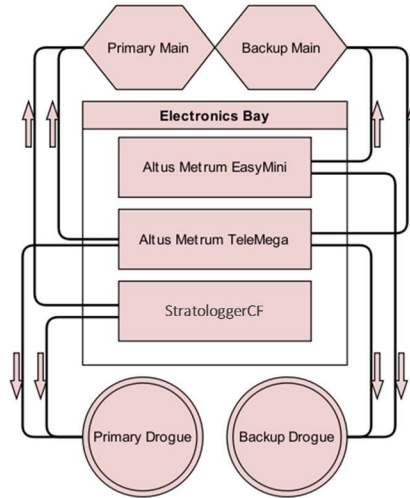 Primary Main
Backup Main
Electronics Bay
Altus Metrum EasyMini
Altus Metrum TeleMega
StratologgerCF
Primary Drogue
Backup Drogue